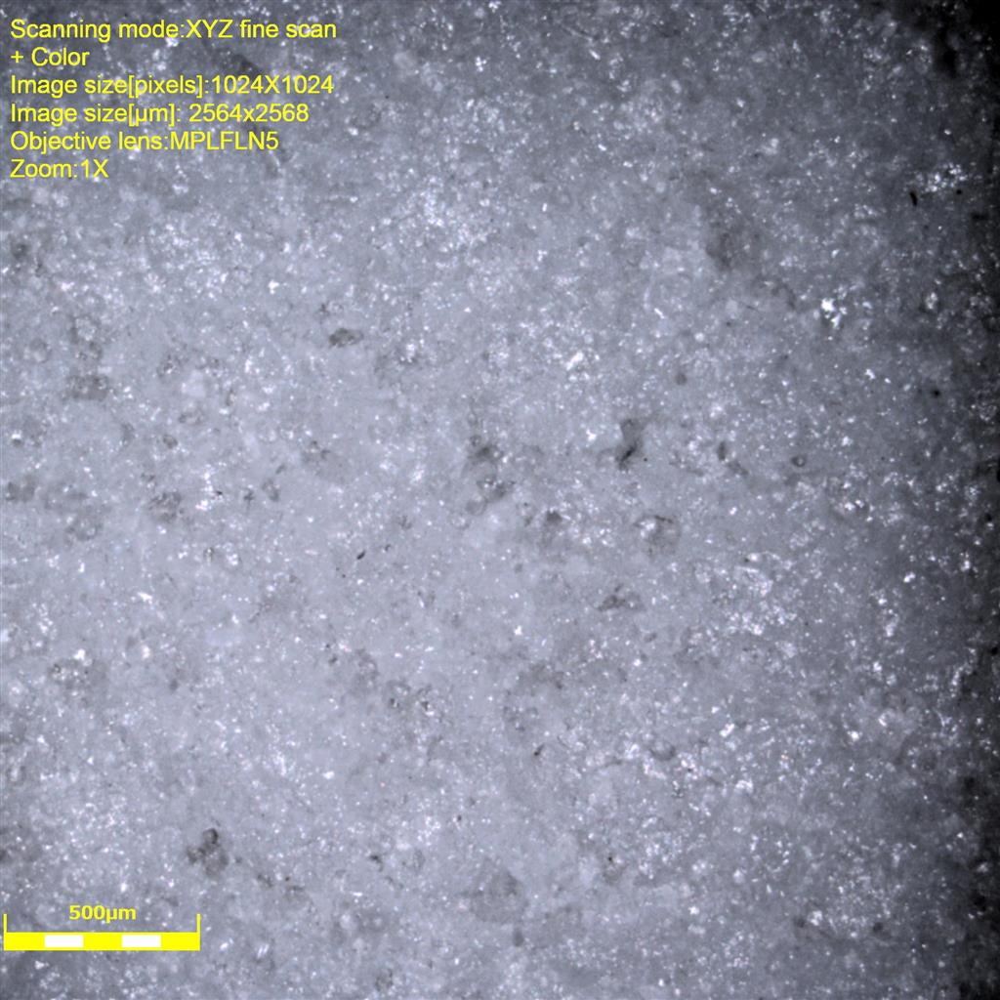 Scanning mode:XYZ fine scan
+ Color
Image size[pixels]:1024X1024
Image size[µm]: 2564x2568
Objective lens:MPLFLN5
Zoom:1X
500µm